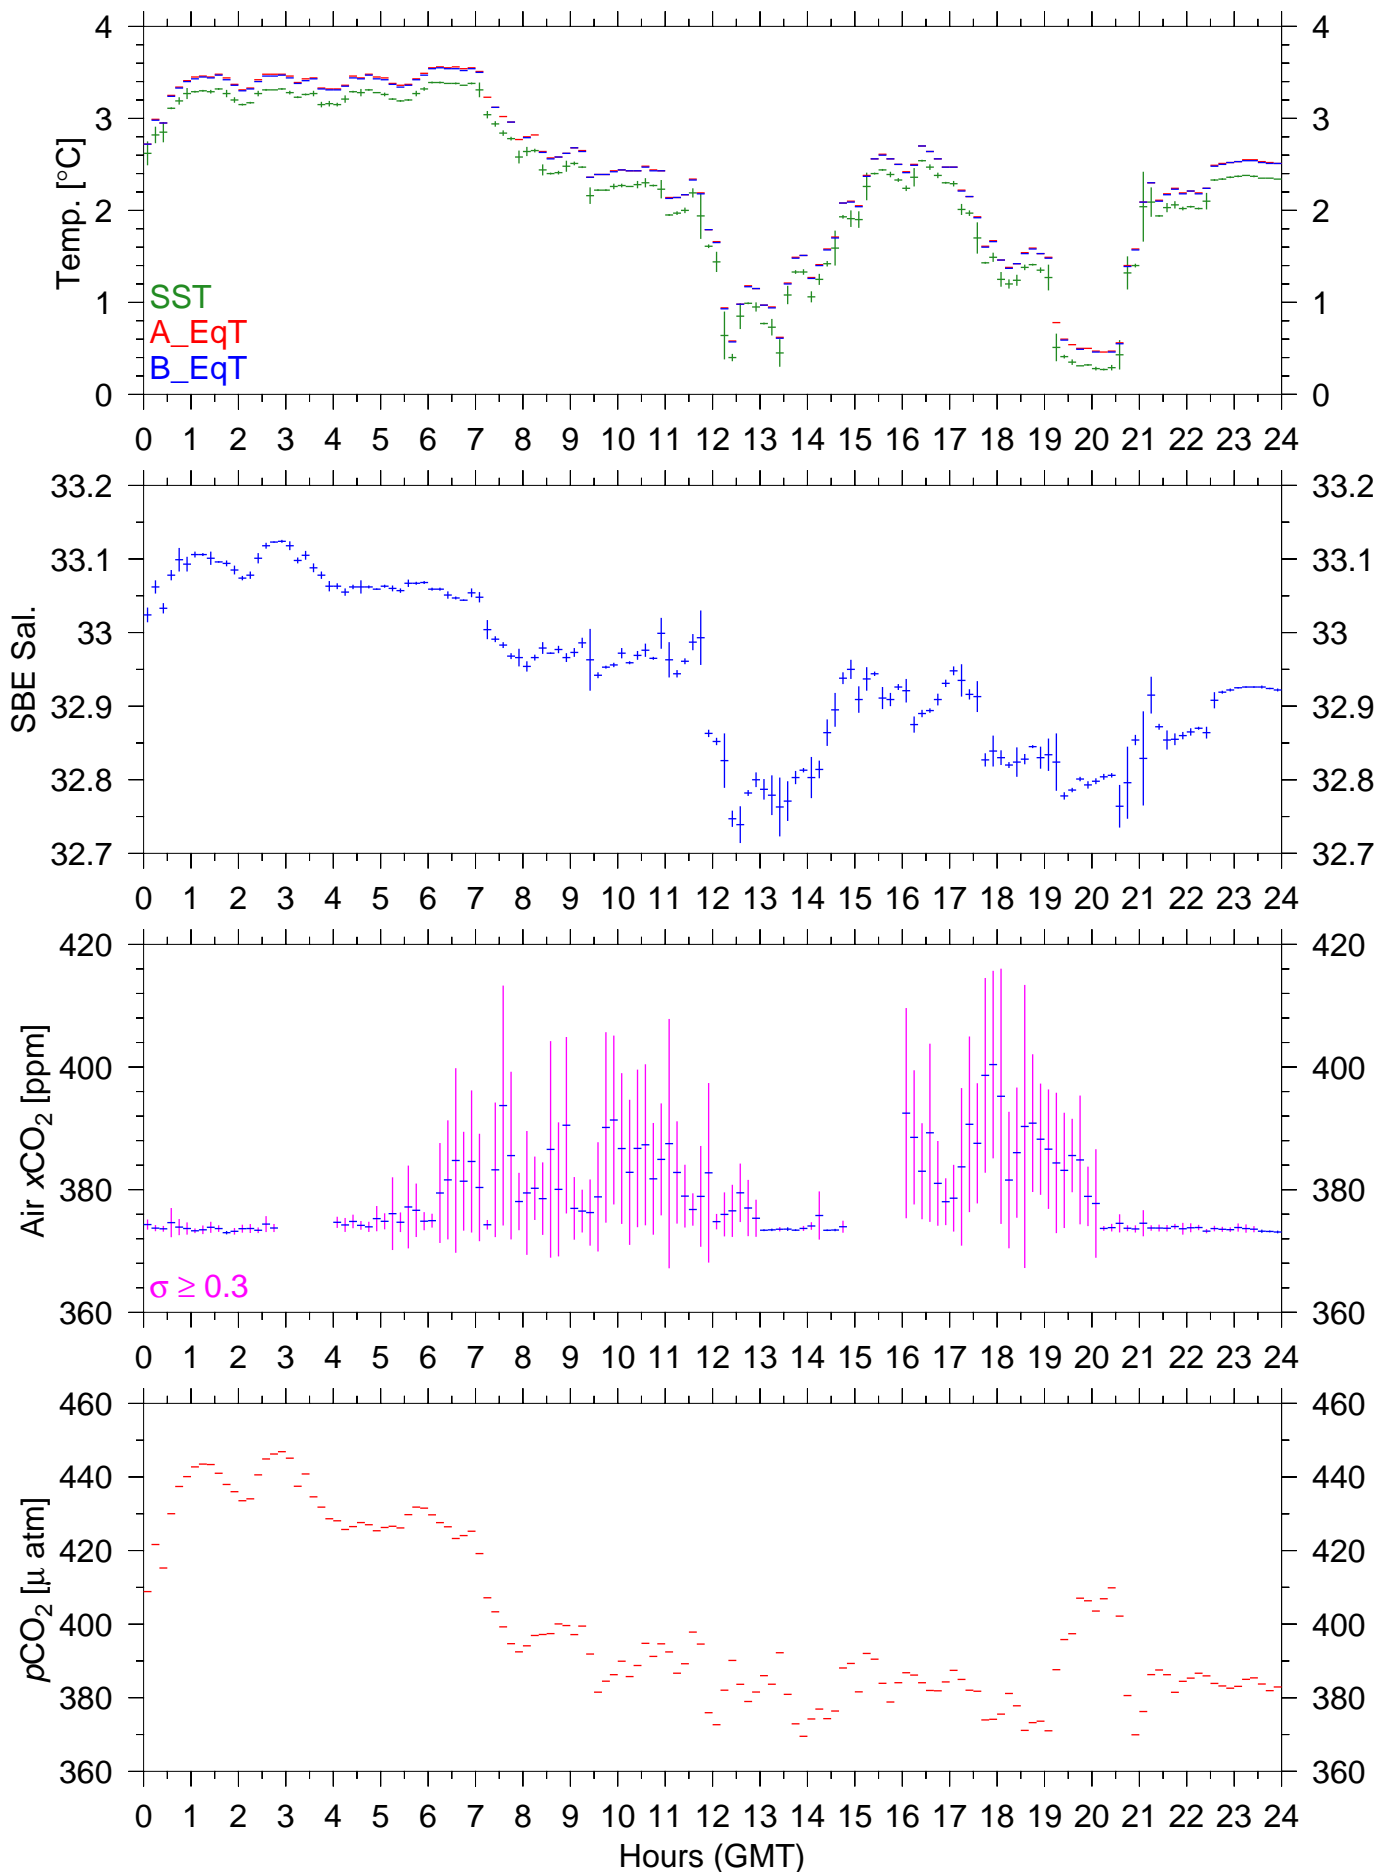 4 4
3 3
2 2
1 1
0 0
Temp. [°C]
SST
A_EqT
B_EqT
0 1 2 3 4 5 6 7 8 9 10 11 12 13 14 15 16 17 18 19 20 21 22 23 24
33.2 33.2
33.1 33.1
33 33
32.9 32.9
32.8 32.8
32.7 32.7
SBE Sal.
0 1 2 3 4 5 6 7 8 9 10 11 12 13 14 15 16 17 18 19 20 21 22 23 24
420 420
400 400
380 380
360 360
Air xCO₂ [ppm]
σ ≥ 0.3
0 1 2 3 4 5 6 7 8 9 10 11 12 13 14 15 16 17 18 19 20 21 22 23 24
460 460
440 440
420 420
400 400
380 380
360 360
pCO₂ [μ atm]
0 1 2 3 4 5 6 7 8 9 10 11 12 13 14 15 16 17 18 19 20 21 22 23 24
Hours (GMT)